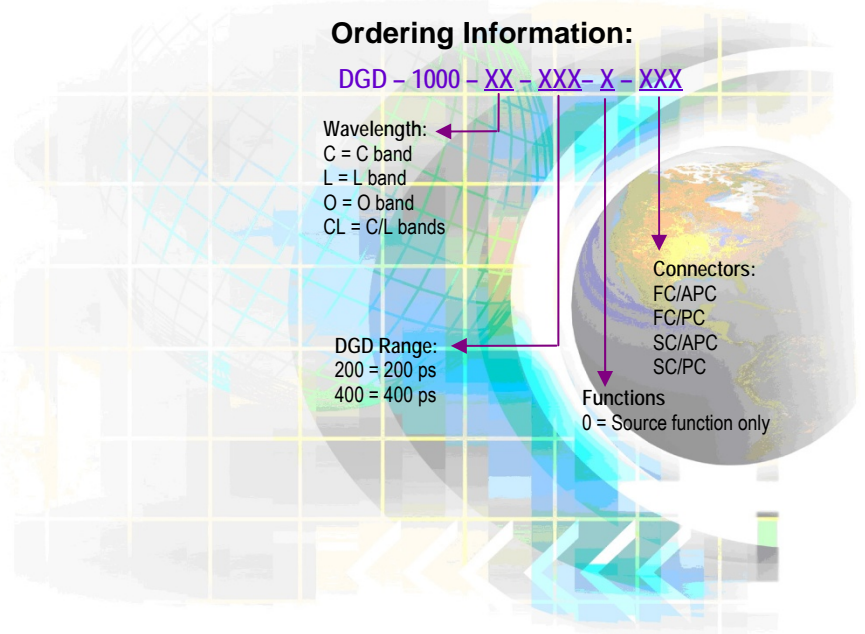 Ordering Information:
DGD – 1000 – XX – XXX– X – XXX
Wavelength:
C = C band
L = L band
O = O band
CL = C/L bands
DGD Range:
200 = 200 ps
400 = 400 ps
Functions
0 = Source function only
Connectors:
FC/APC
FC/PC
SC/APC
SC/PC